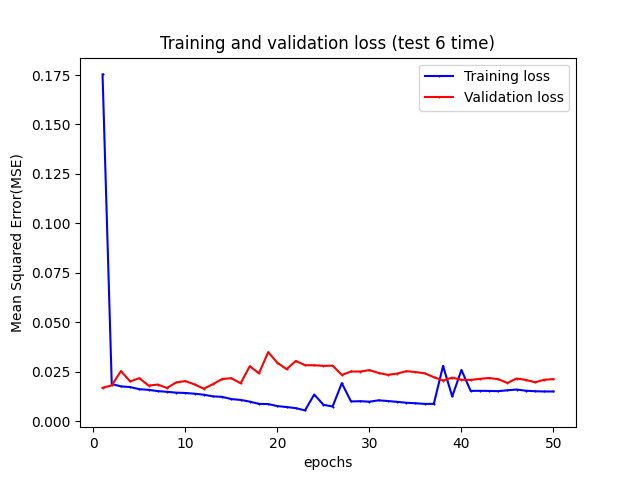 Training and validation loss (test 6 time)
Training loss
Validation loss
Mean Squared Error(MSE)
0.175
0.150
0.125
0.100
0.075
0.050
0.025
0.000
0 10 20 30 40 50
epochs